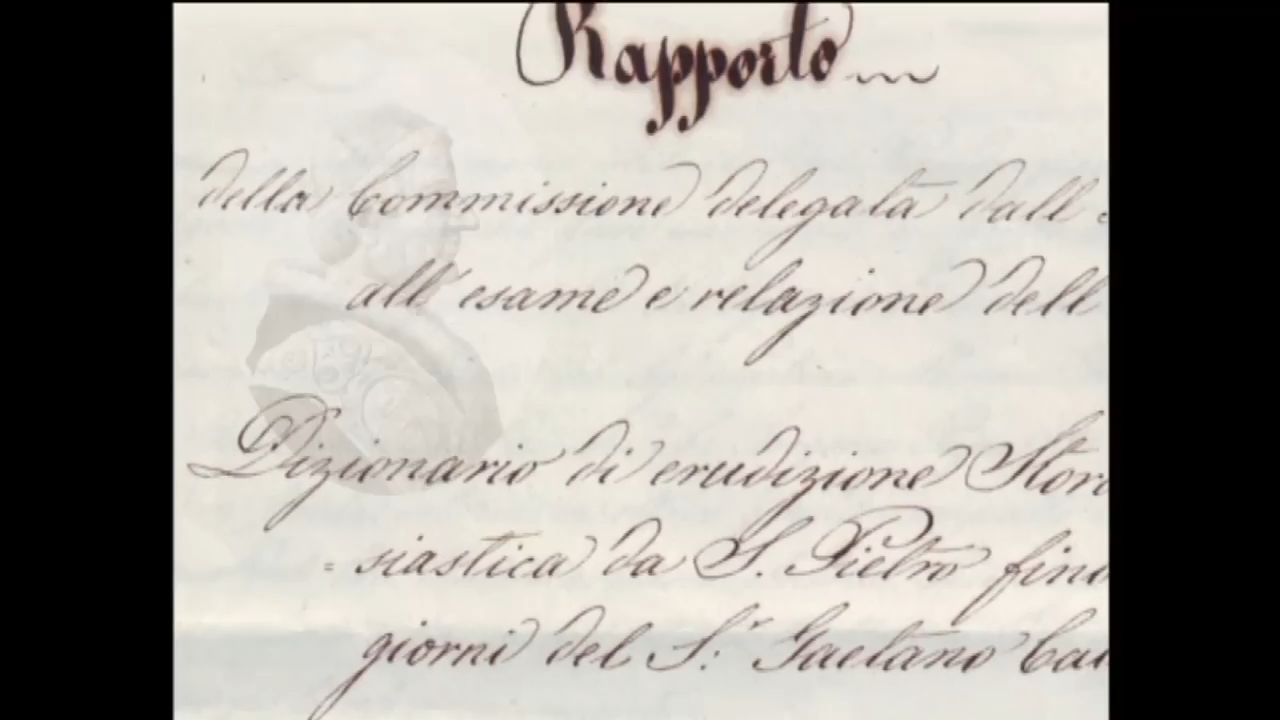 Rapporto
della Commissione delegata dall =
all' esame e relazione dell
Dizionario di erudizione Stor
= siastica da S. Pietro fino
giorni del S.r Gaetano